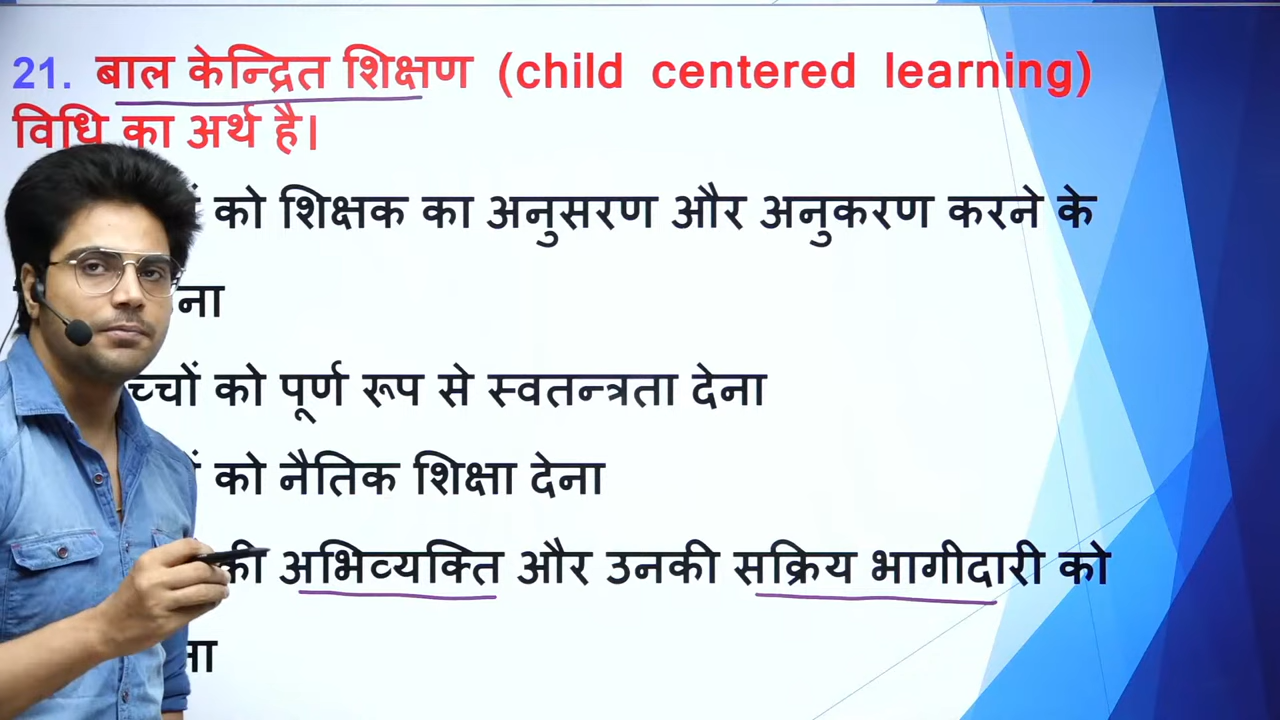 21. बाल केन्द्रित शिक्षण (child centered learning)
विधि का अर्थ है।
को शिक्षक का अनुसरण और अनुकरण करने के
को पूर्ण रूप से स्वतन्त्रता देना
को नैतिक शिक्षा देना
की अभिव्यक्ति और उनकी सक्रिय भागीदारी को